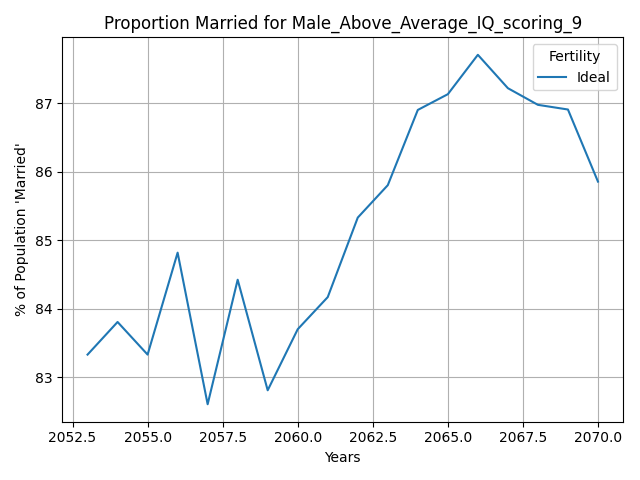 Proportion Married for Male_Above_Average_IQ_scoring_9
Fertility
Ideal
% of Population 'Married'
87
86
85
84
83
2052.5 2055.0 2057.5 2060.0 2062.5 2065.0 2067.5 2070.0
Years